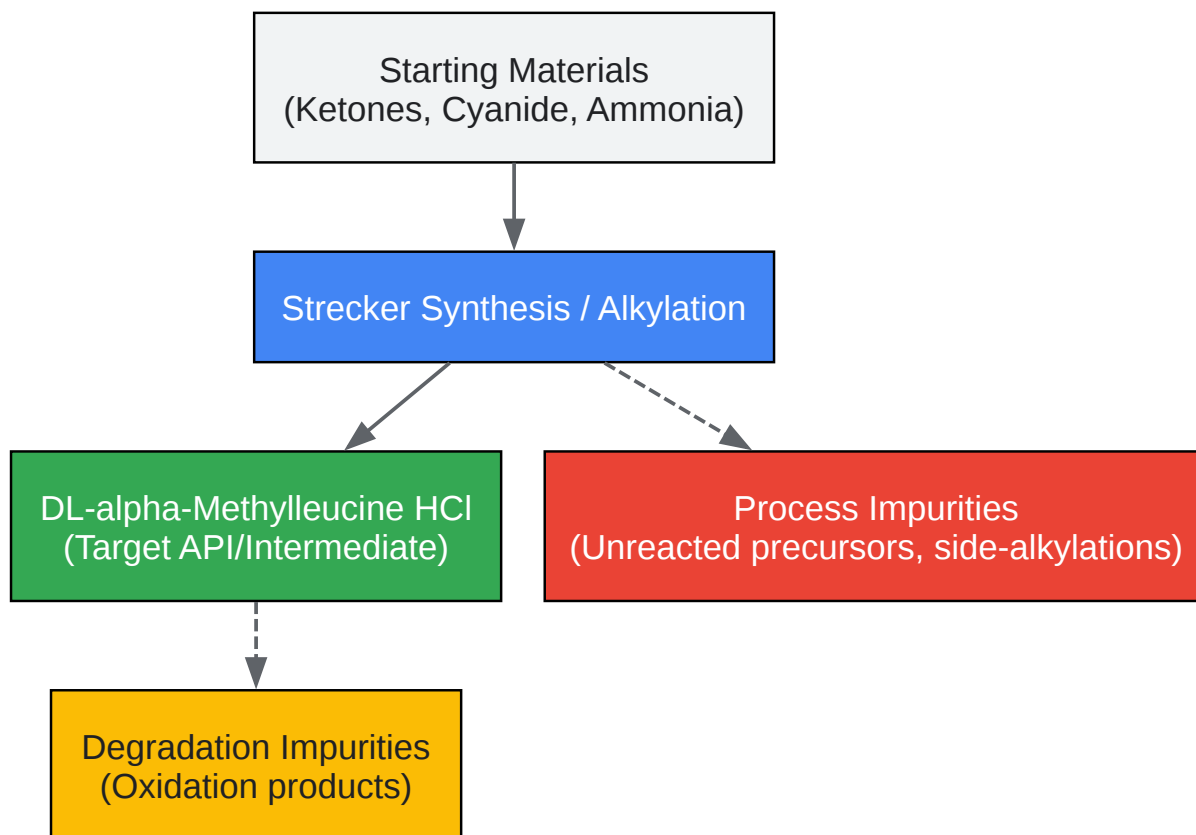 Starting Materials
(Ketones, Cyanide, Ammonia)
Strecker Synthesis / Alkylation
DL-alpha-Methylleucine HCl
(Target API/Intermediate)
Process Impurities
(Unreacted precursors, side-alkylations)
Degradation Impurities
(Oxidation products)